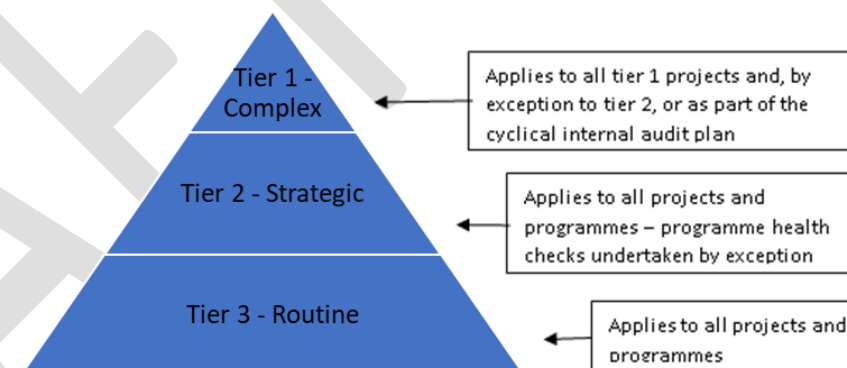 Tier 1 -
Complex
Applies to all tier 1 projects and, by
exception to tier 2, or as part of the
cyclical internal audit plan
Tier 2 - Strategic
Applies to all projects and
programmes – programme health
checks undertaken by exception
Tier 3 - Routine
Applies to all projects and
programmes